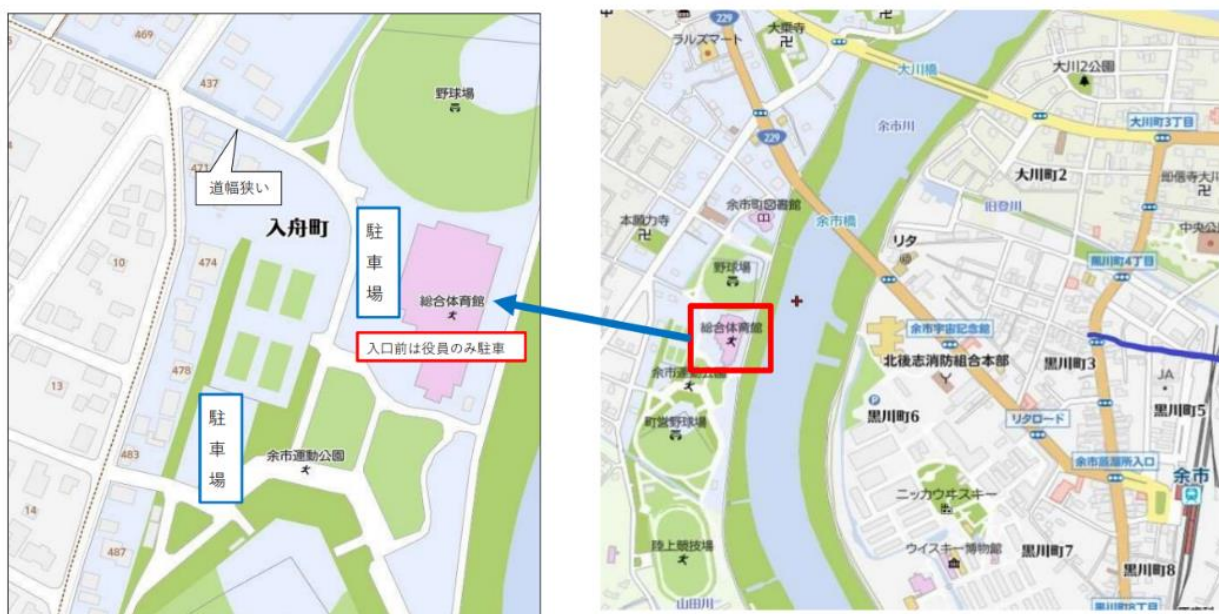 469
437
野球場
471
道幅狭い
入舟町
駐車場
10
474
総合体育館
入口前は役員のみ駐車
13
478
駐車場
483
余市運動公園
14
487
229
大乗寺
ラルズマート
大川橋
大川2公園
229
余市川
大川町3丁目
大川町2
即信寺大川
余市町図書館
旧登川
本願力寺
余市橋
中央公
リタ
黒川町4丁目
野球場
総合体育館
余市宇宙記念館
黒川町3
北後志消防組合本部
JA
余市運動公園
黒川町5
町営野球場
P
黒川町6
リタロード
余市
ニッカウヰスキー
陸上競技場
ウイスキー博物館
黒川町7
黒川町8
山田川